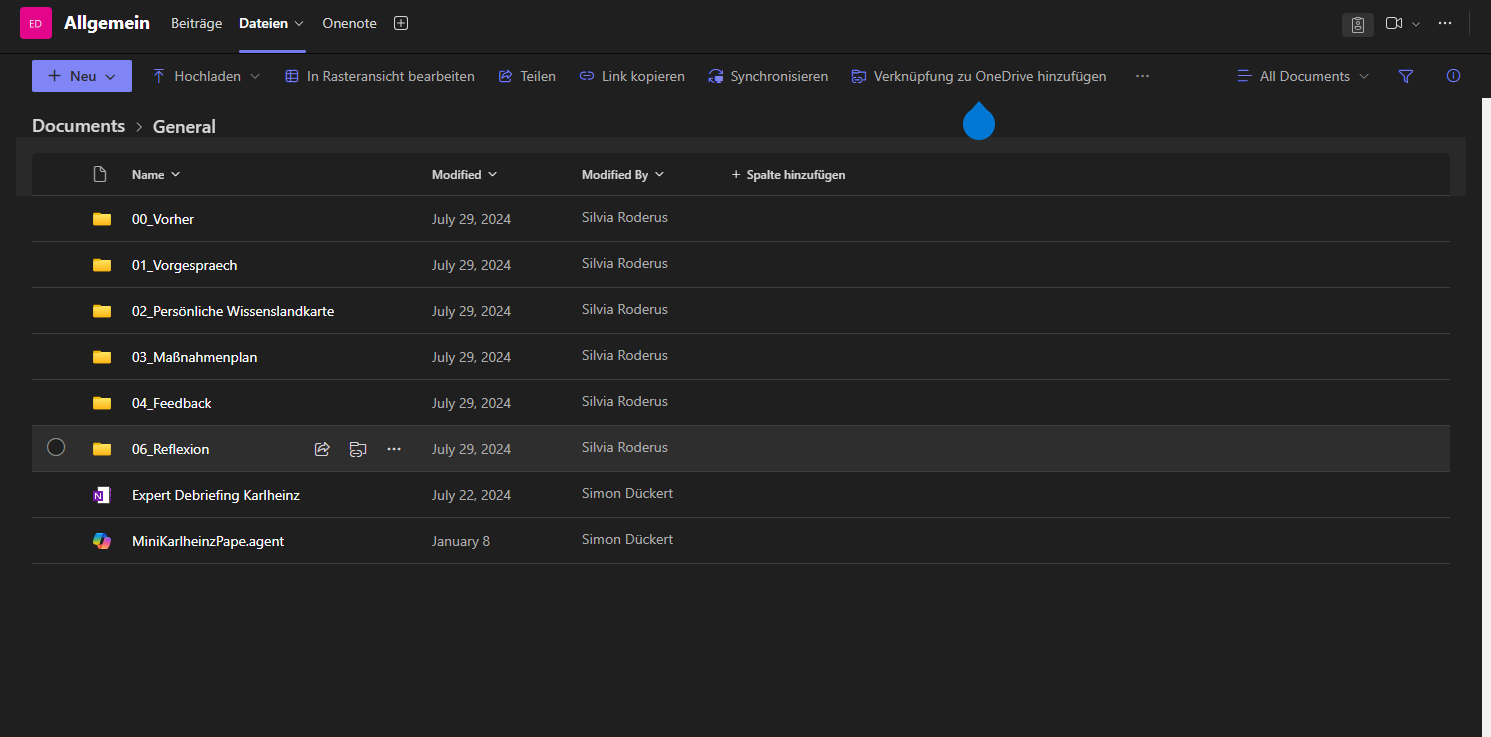 ED Allgemein Beiträge Dateien Onenote
Neu Hochladen In Rasteransicht bearbeiten Teilen Link kopieren Synchronisieren Verknüpfung zu OneDrive hinzufügen ... All Documents
Documents > General
Name Modified Modified By + Spalte hinzufügen
00_Vorher July 29, 2024 Silvia Roderus
01_Vorgespraech July 29, 2024 Silvia Roderus
02_Persönliche Wissenslandkarte July 29, 2024 Silvia Roderus
03_Maßnahmenplan July 29, 2024 Silvia Roderus
04_Feedback July 29, 2024 Silvia Roderus
06_Reflexion July 29, 2024 Silvia Roderus
Expert Debriefing Karlheinz July 22, 2024 Simon Dückert
MiniKarlheinzPape.agent January 8 Simon Dückert